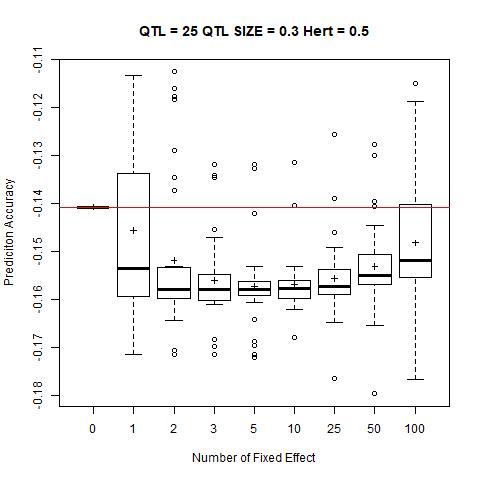 QTL = 25 QTL SIZE = 0.3 Hert = 0.5
Prediciton Accuracy
-0.11
-0.12
-0.13
-0.14
-0.15
-0.16
-0.17
-0.18
0 1 2 3 5 10 25 50 100
Number of Fixed Effect